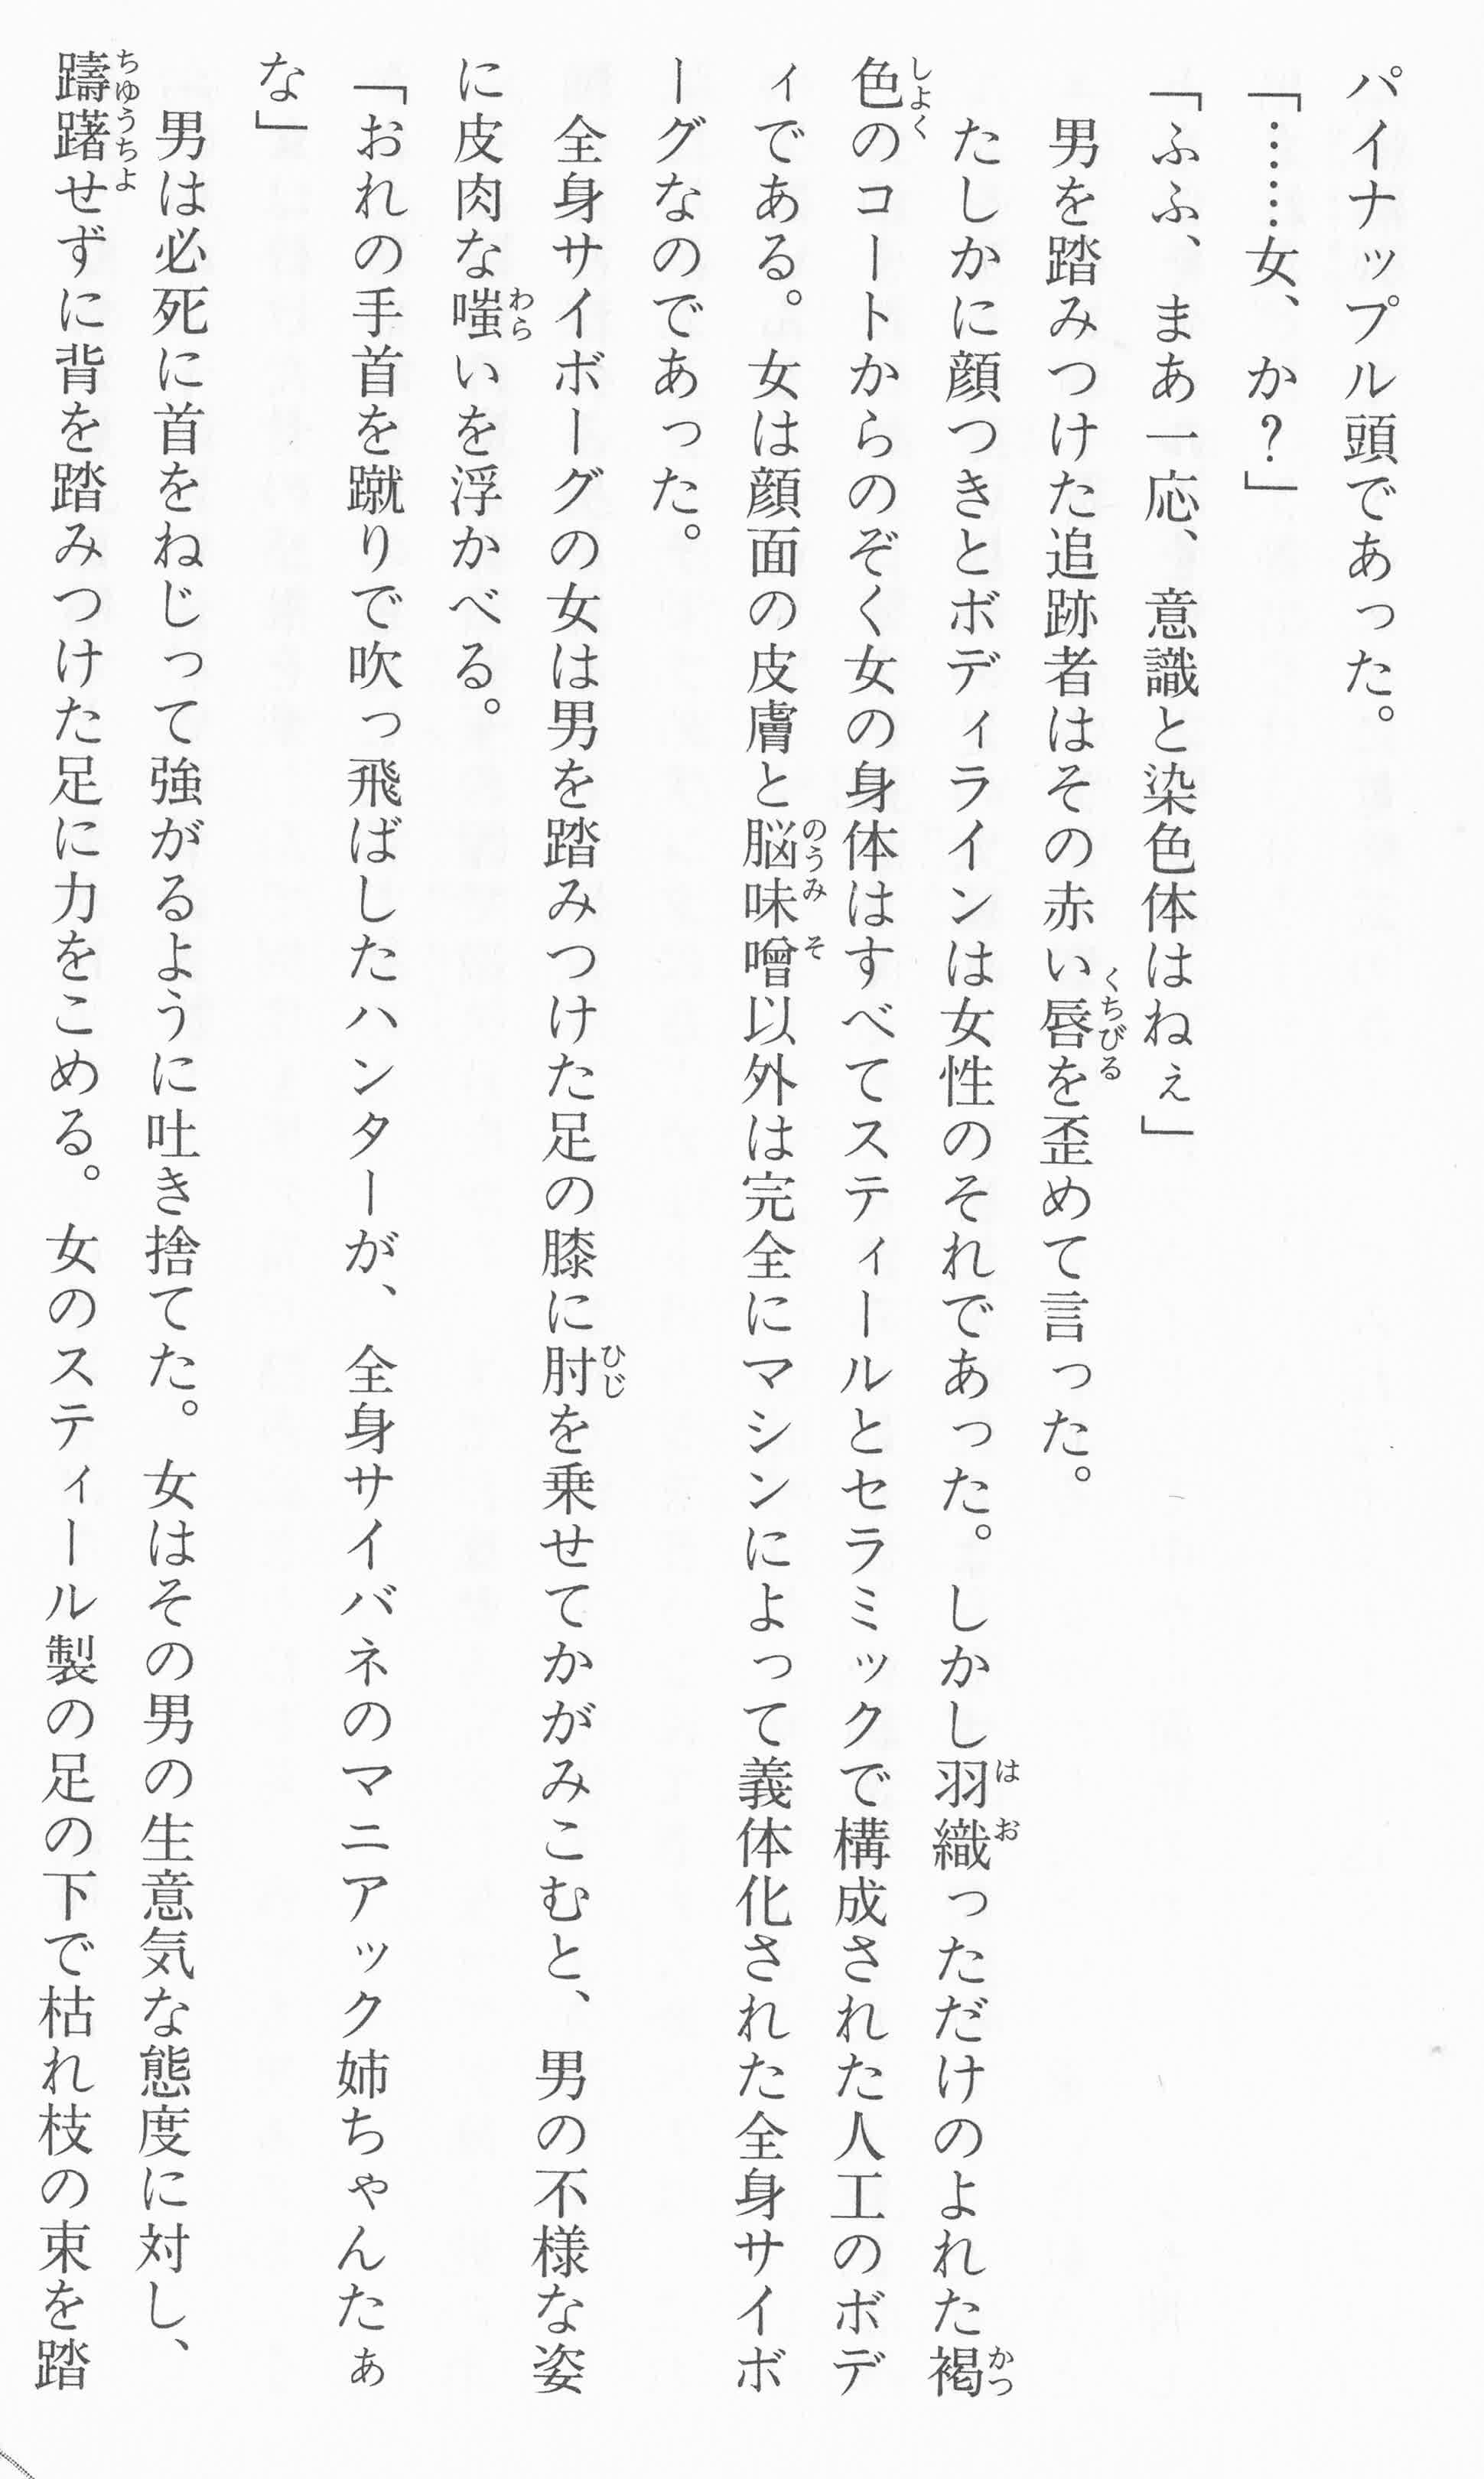 パイナップル頭であった。
「……女、か？」
「ふふ、まあ一応、意識と染色体はねぇ」
　男を踏みつけた追跡者はその赤い唇を歪めて言った。
　たしかに顔つきとボディラインは女性のそれであった。しかし羽織っただけのよれた褐
色のコートからのぞく女の身体はすべてスティールとセラミックで構成された人工のボデ
ィである。女は顔面の皮膚と脳味噌以外は完全にマシンによって義体化された全身サイボ
ーグなのであった。
　全身サイボーグの女は男を踏みつけた足の膝に肘を乗せてかがみこむと、男の不様な姿
に皮肉な嗤いを浮かべる。
「おれの手首を蹴りで吹っ飛ばしたハンターが、全身サイバネのマニアック姉ちゃんたぁ
な」
　男は必死に首をねじって強がるように吐き捨てた。女はその男の生意気な態度に対し、
躊躇せずに背を踏みつけた足に力をこめる。女のスティール製の足の下で枯れ枝の束を踏